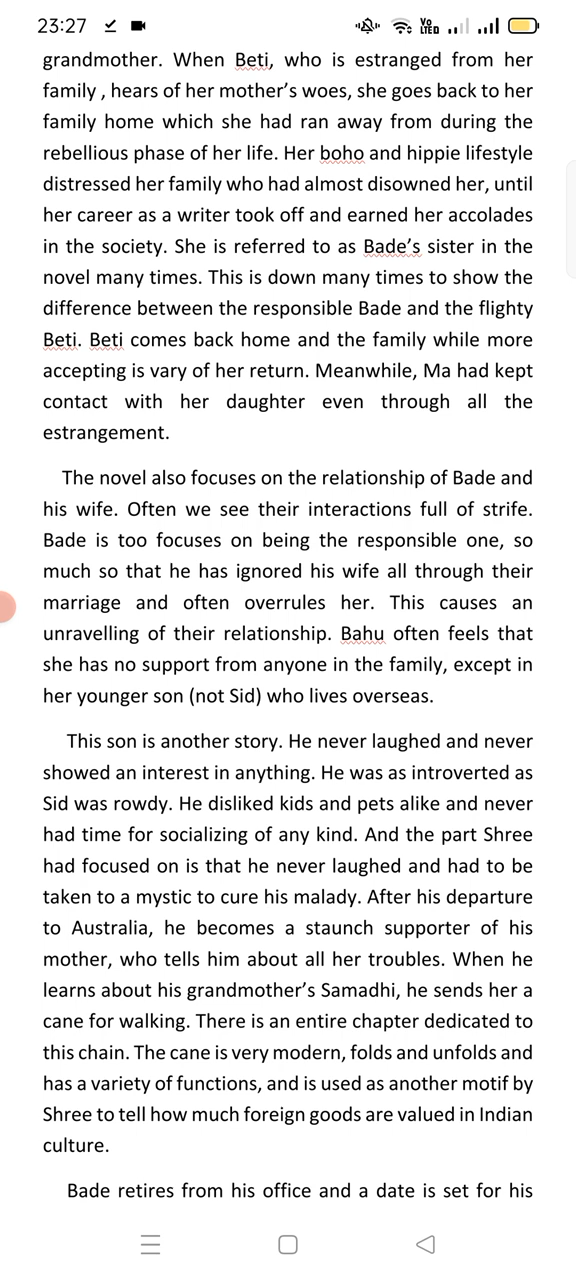 23:27
Vo
LTED
grandmother. When Beti, who is estranged from her
family , hears of her mother's woes, she goes back to her
family home which she had ran away from during the
rebellious phase of her life. Her boho and hippie lifestyle
distressed her family who had almost disowned her, until
her career as a writer took off and earned her accolades
in the society. She is referred to as Bade's sister in the
novel many times. This is down many times to show the
difference between the responsible Bade and the flighty
Beti. Beti comes back home and the family while more
accepting is vary of her return. Meanwhile, Ma had kept
contact with her daughter even through all the
estrangement.
The novel also focuses on the relationship of Bade and
his wife. Often we see their interactions full of strife.
Bade is too focuses on being the responsible one, so
much so that he has ignored his wife all through their
marriage and often overrules her. This causes an
unravelling of their relationship. Bahu often feels that
she has no support from anyone in the family, except in
her younger son (not Sid) who lives overseas.
This son is another story. He never laughed and never
showed an interest in anything. He was as introverted as
Sid was rowdy. He disliked kids and pets alike and never
had time for socializing of any kind. And the part Shree
had focused on is that he never laughed and had to be
taken to a mystic to cure his malady. After his departure
to Australia, he becomes a staunch supporter of his
mother, who tells him about all her troubles. When he
learns about his grandmother's Samadhi, he sends her a
cane for walking. There is an entire chapter dedicated to
this chain. The cane is very modern, folds and unfolds and
has a variety of functions, and is used as another motif by
Shree to tell how much foreign goods are valued in Indian
culture.
Bade retires from his office and a date is set for his